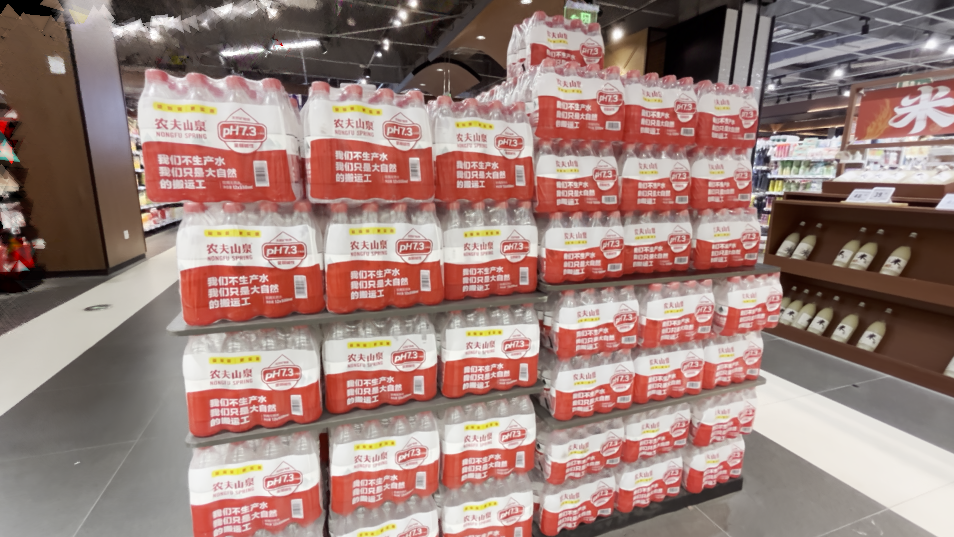 农夫山泉
NONGFU SPRING
pH7.3
我们不生产水
我们只是大自然
的搬运工
米